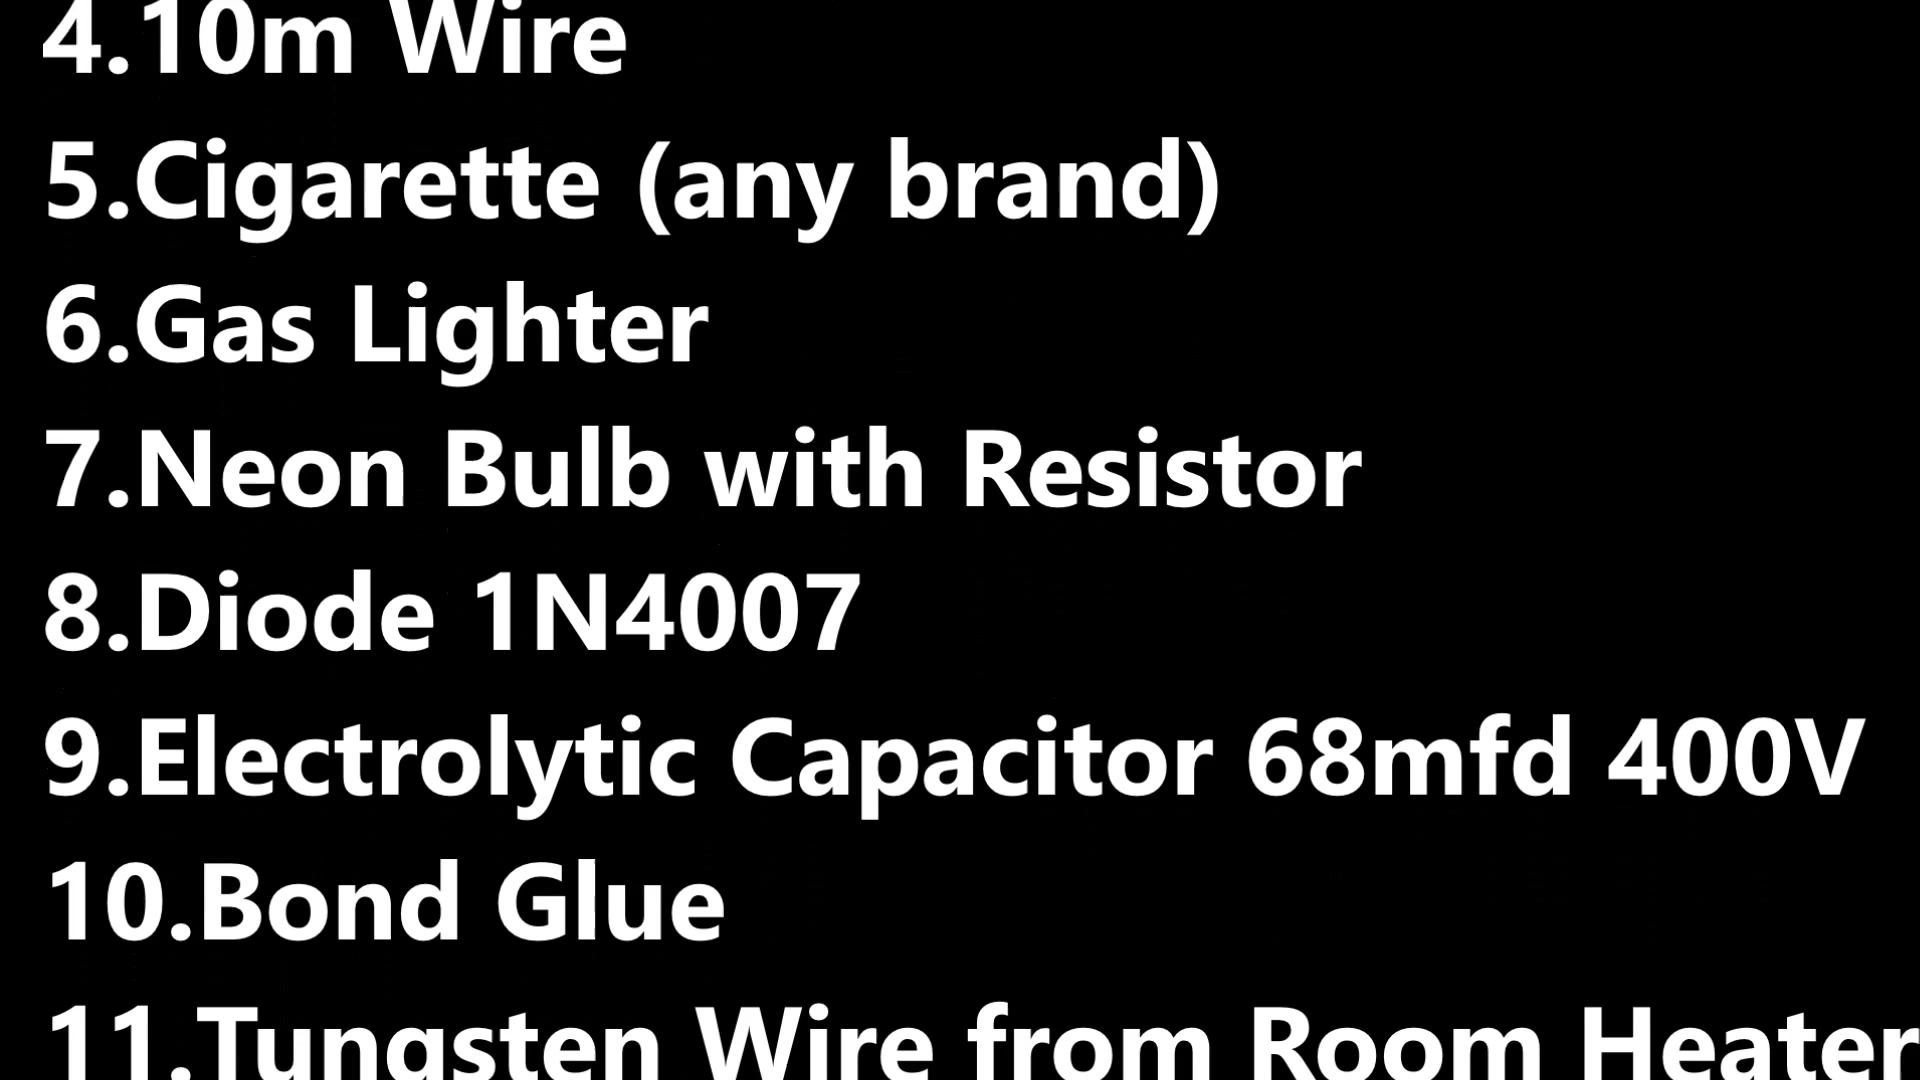 4.10m Wire
5.Cigarette (any brand)
6.Gas Lighter
7.Neon Bulb with Resistor
8.Diode 1N4007
9.Electrolytic Capacitor 68mfd 400V
10.Bond Glue
11.Tungsten Wire from Room Heater